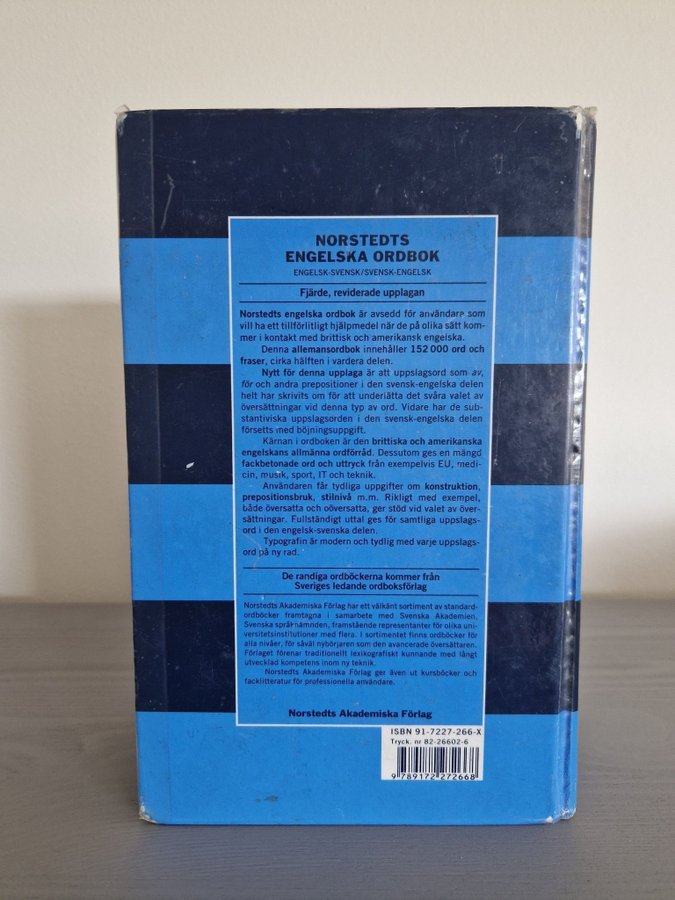 NORSTEDTS
ENGELSKA ORDBOK
ENGELSK-SVENSK/SVENSK-ENGELSK
Fjärde, reviderade upplagan
Norstedts engelska ordbok är avsedd för användare som
vill ha ett tillförlitligt hjälpmedel när de på olika sätt kom-
mer i kontakt med brittisk och amerikansk engelska.
Denna allemansordbok innehåller 152 000 ord och
fraser, cirka hälften i vardera delen.
Nytt för denna upplaga är att uppslagsord som av,
för och andra prepositioner i den svensk-engelska delen
helt har skrivits om för att underlätta det svåra valet av
översättningar vid denna typ av ord. Vidare har de sub-
stantiviska uppslagsorden i den svensk-engelska delen
försetts med böjningsuppgift.
Kärnan i ordboken är den brittiska och amerikanska
engelskans allmänna ordförråd. Dessutom ges en mängd
fackbetonade ord och uttryck från exempelvis EU, medi-
cin, musik, sport, IT och teknik.
Användaren får tydliga uppgifter om konstruktion,
prepositionsbruk, stilnivå m.m. Rikligt med exempel,
både översatta och oöversatta, ger stöd vid valet av över-
sättningar. Fullständigt uttal ges för samtliga uppslags-
ord i den engelsk-svenska delen.
Typografin är modern och tydlig med varje uppslags-
ord på ny rad.
De randiga ordböckerna kommer från
Sveriges ledande ordboksförlag
Norstedts Akademiska Förlag har ett välkänt sortiment av standard-
ordböcker framtagna i samarbete med Svenska Akademien,
Svenska språknämnden, framstående representanter för olika uni-
versitetsinstitutioner med flera. I sortimentet finns ordböcker för
alla nivåer, för såväl nybörjaren som den avancerade översättaren.
Förlaget förenar traditionellt lexikografiskt kunnande med långt
utvecklad kompetens inom ny teknik.
Norstedts Akademiska Förlag ger även ut kursböcker och
facklitteratur för professionella användare.
Norstedts Akademiska Förlag
ISBN 91-7227-266-X
Tryck. nr 82-26602-6
9 789172 272668